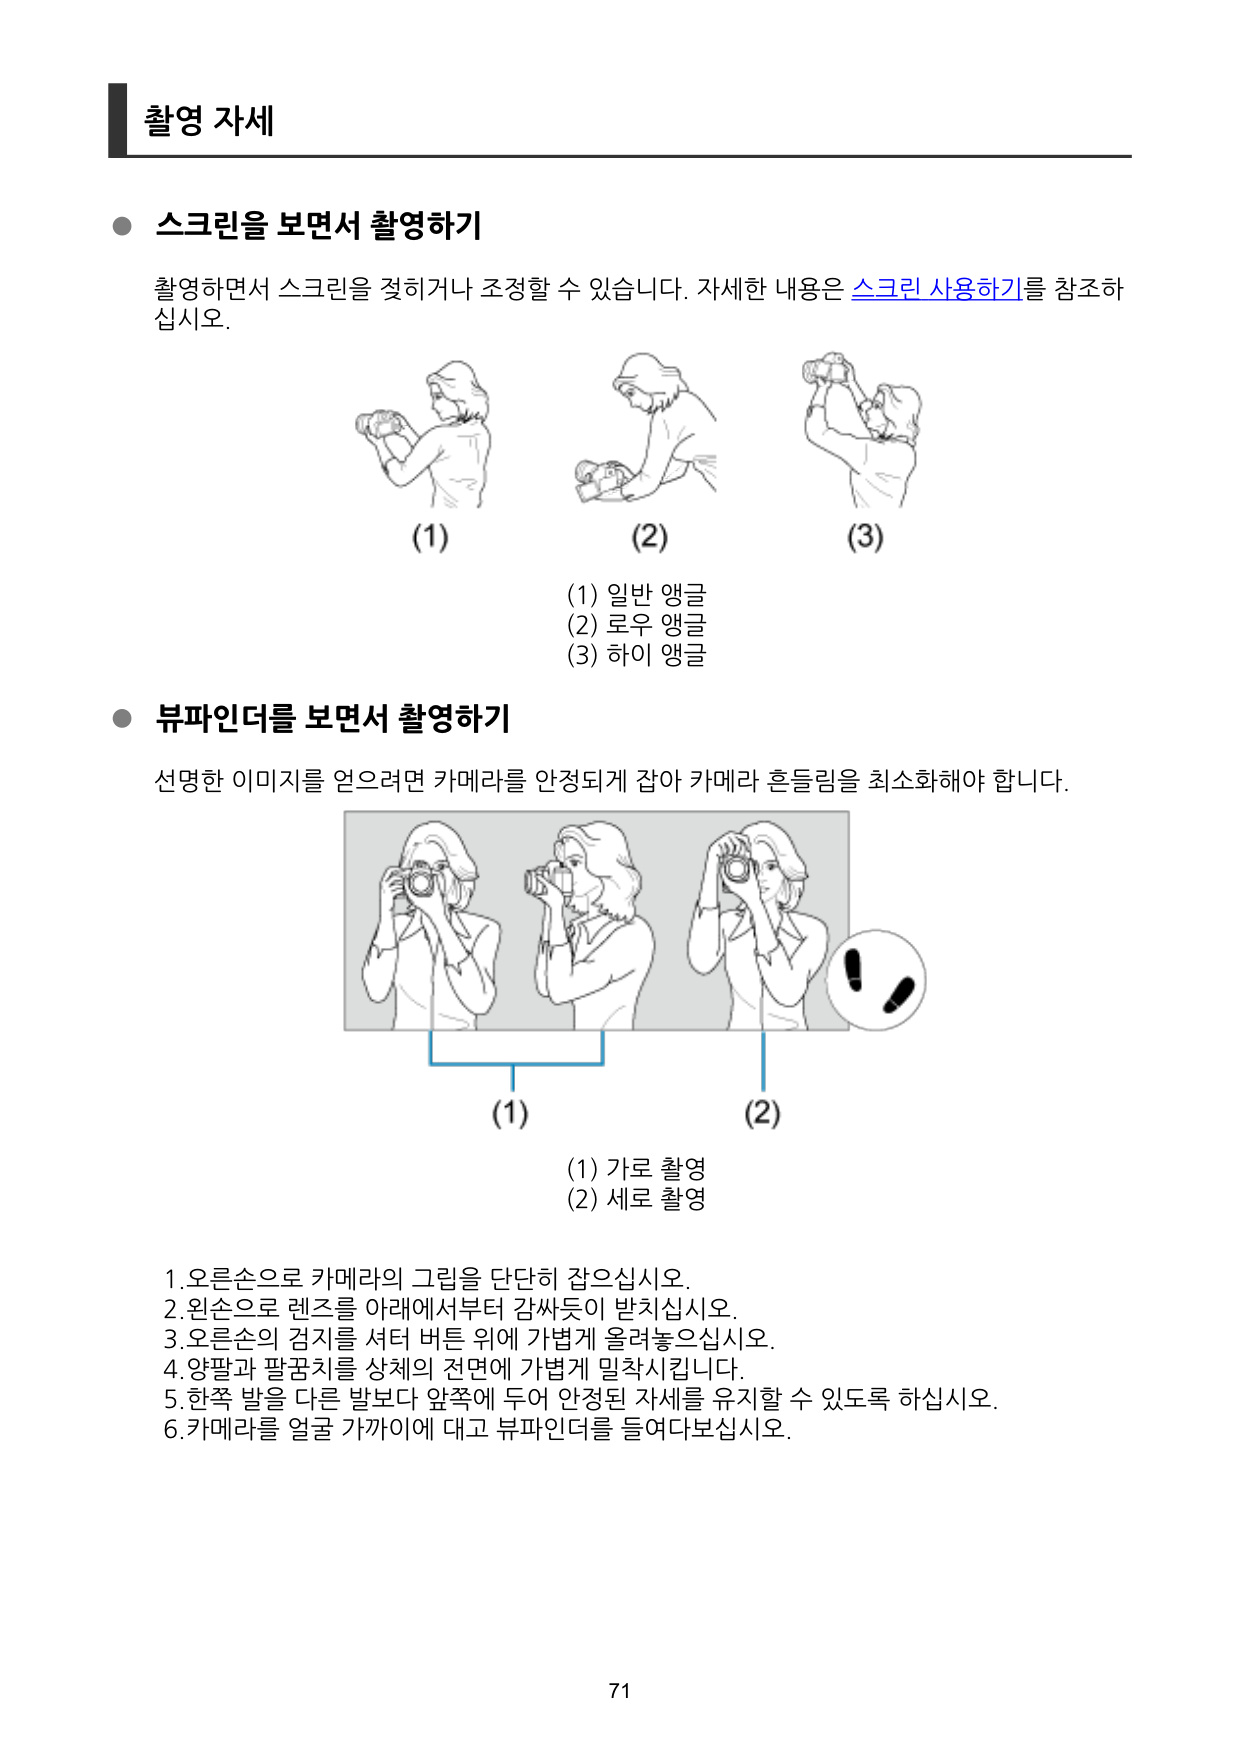 촬영 자세
● 스크린을 보면서 촬영하기
촬영하면서 스크린을 젖히거나 조정할 수 있습니다. 자세한 내용은 스크린 사용하기를 참조하
십시오.
(1) (2) (3)
(1) 일반 앵글
(2) 로우 앵글
(3) 하이 앵글
● 뷰파인더를 보면서 촬영하기
선명한 이미지를 얻으려면 카메라를 안정되게 잡아 카메라 흔들림을 최소화해야 합니다.
(1) (2)
(1) 가로 촬영
(2) 세로 촬영
1.오른손으로 카메라의 그립을 단단히 잡으십시오.
2.왼손으로 렌즈를 아래에서부터 감싸듯이 받치십시오.
3.오른손의 검지를 셔터 버튼 위에 가볍게 올려놓으십시오.
4.양팔과 팔꿈치를 상체의 전면에 가볍게 밀착시킵니다.
5.한쪽 발을 다른 발보다 앞쪽에 두어 안정된 자세를 유지할 수 있도록 하십시오.
6.카메라를 얼굴 가까이에 대고 뷰파인더를 들여다보십시오.
71